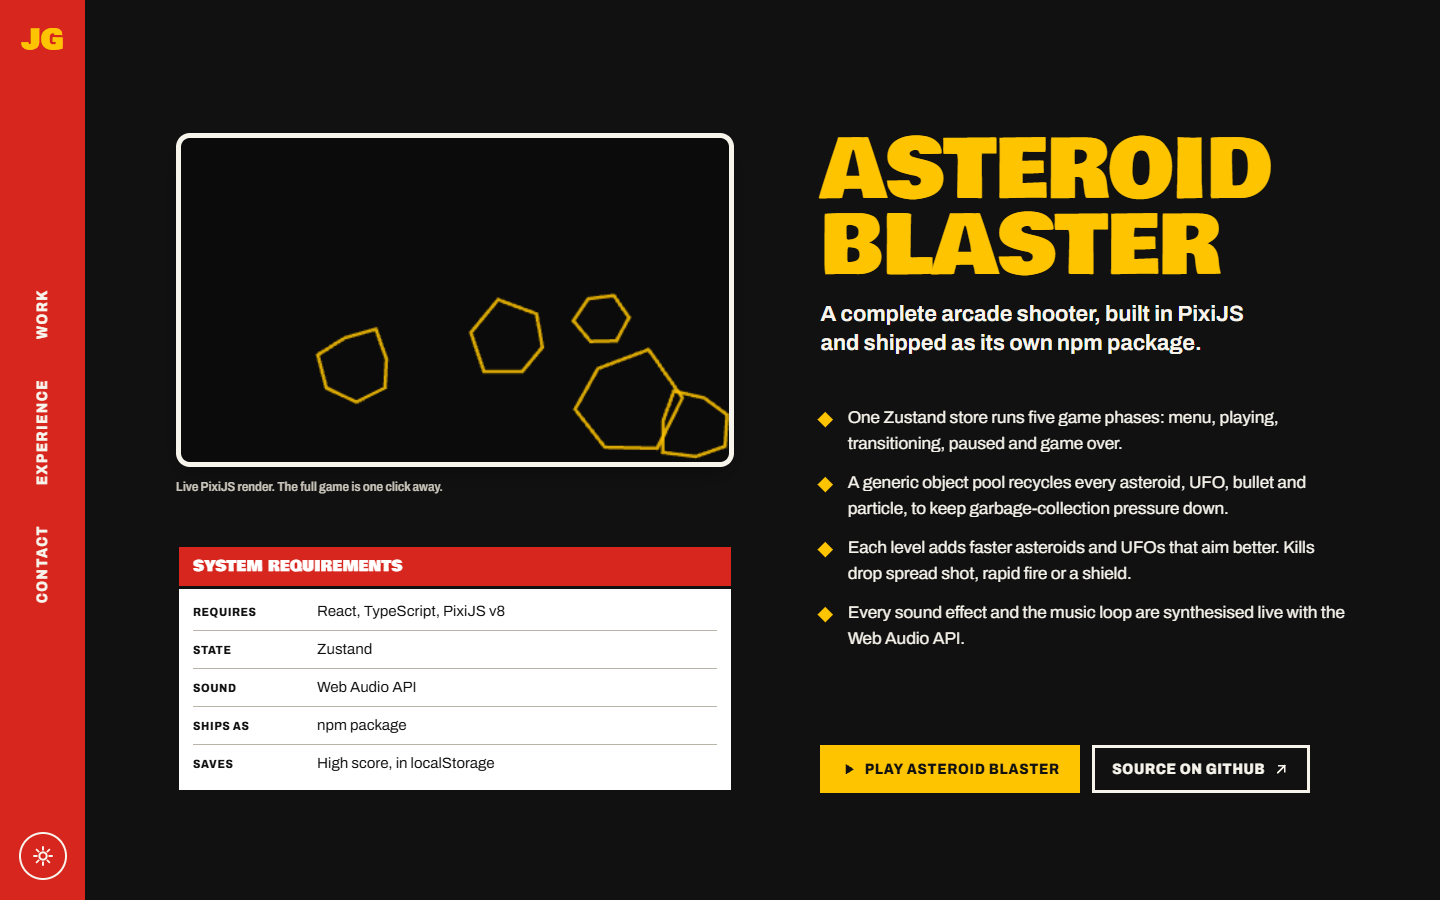 JG
WORK
EXPERIENCE
CONTACT
Live PixiJS render. The full game is one click away.
SYSTEM REQUIREMENTS
REQUIRES React, TypeScript, PixiJS v8
STATE Zustand
SOUND Web Audio API
SHIPS AS npm package
SAVES High score, in localStorage
ASTEROID
BLASTER
A complete arcade shooter, built in PixiJS
and shipped as its own npm package.
One Zustand store runs five game phases: menu, playing,
transitioning, paused and game over.
A generic object pool recycles every asteroid, UFO, bullet and
particle, to keep garbage-collection pressure down.
Each level adds faster asteroids and UFOs that aim better. Kills
drop spread shot, rapid fire or a shield.
Every sound effect and the music loop are synthesised live with the
Web Audio API.
PLAY ASTEROID BLASTER
SOURCE ON GITHUB